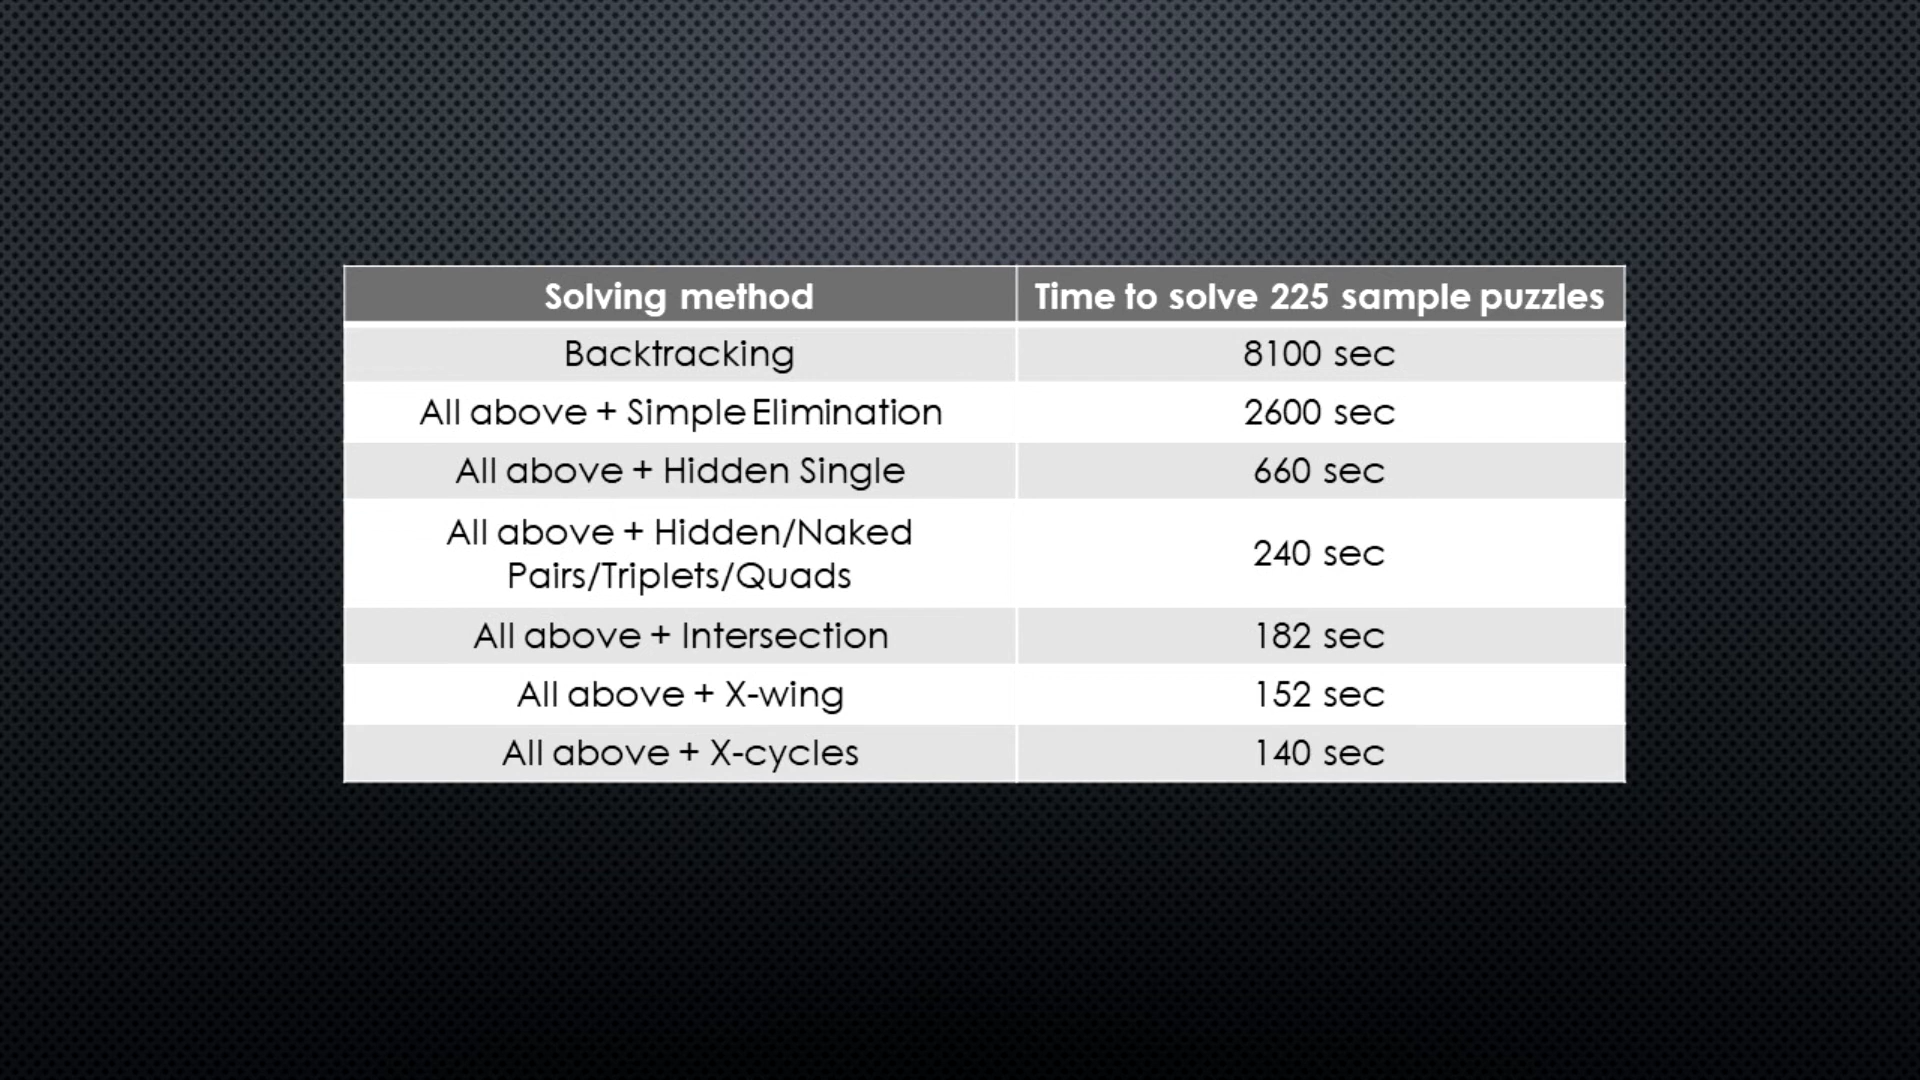 Solving method Time to solve 225 sample puzzles
Backtracking 8100 sec
All above + Simple Elimination 2600 sec
All above + Hidden Single 660 sec
All above + Hidden/Naked
Pairs/Triplets/Quads 240 sec
All above + Intersection 182 sec
All above + X-wing 152 sec
All above + X-cycles 140 sec